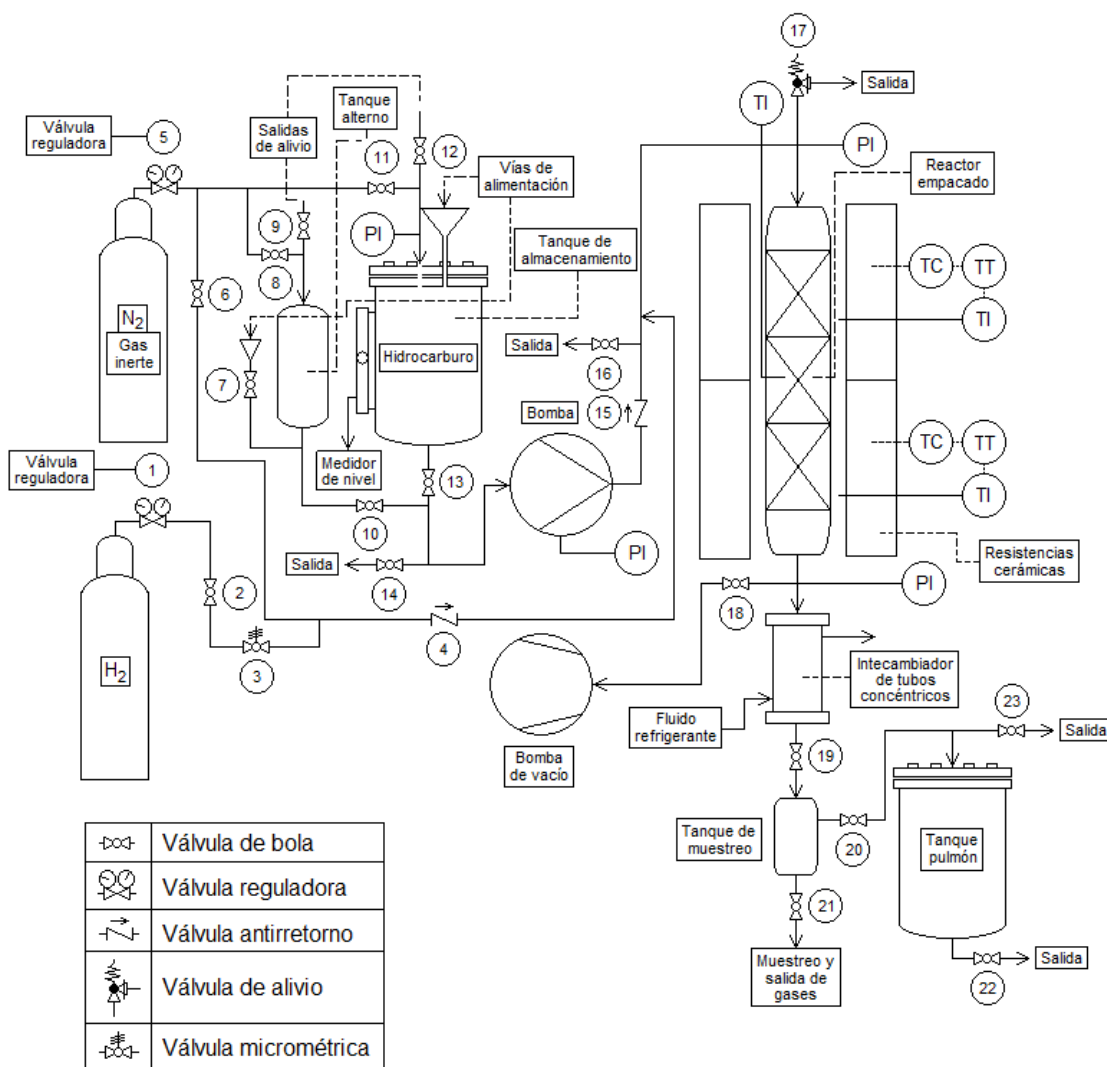 17
Salida
TI
Tanque
alterno
Válvula
reguladora
5
Salidas
de alivio
11
12
Vías de
alimentación
PI
Reactor
empacado
9
PI
Tanque de
almacenamiento
8
6
TC
TT
N2
Gas
inerte
Hidrocarburo
TI
Salida
16
7
15
Bomba
Válvula
reguladora
1
Medidor
de nivel
13
TC
TT
TI
10
PI
Salida
14
Resistencias
cerámicas
2
18
PI
4
3
H2
Intecambiador
de tubos
concéntricos
Fluido
refrigerante
23
Salida
Bomba
de vacío
19
Tanque de
muestreo
20
Tanque
pulmón
21
Muestreo y
salida de
gases
22
Salida
Válvula de bola
Válvula reguladora
Válvula antirretorno
Válvula de alivio
Válvula micrométrica